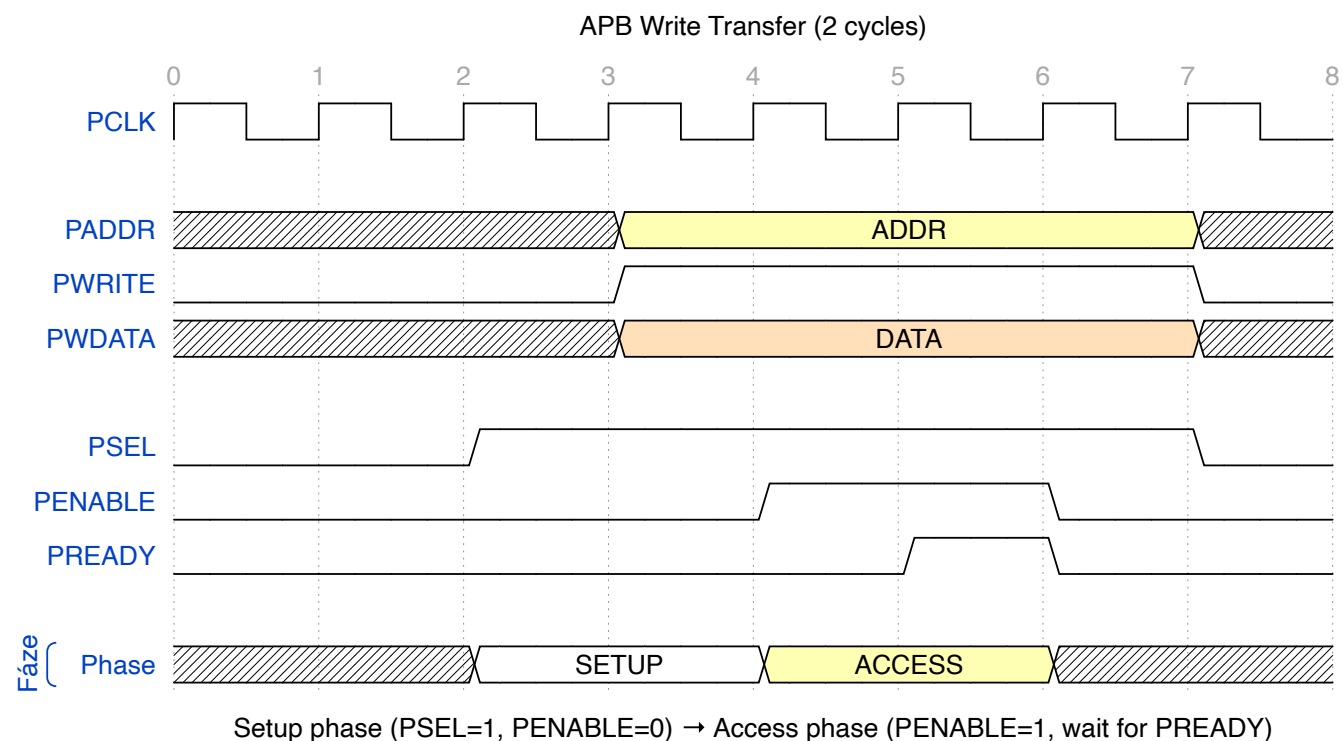 APB Write Transfer (2 cycles)
0 1 2 3 4 5 6 7 8
PCLK
PADDR ADDR
PWRITE
PWDATA DATA
PSEL
PENABLE
PREADY
Fáze Phase SETUP ACCESS
Setup phase (PSEL=1, PENABLE=0) → Access phase (PENABLE=1, wait for PREADY)